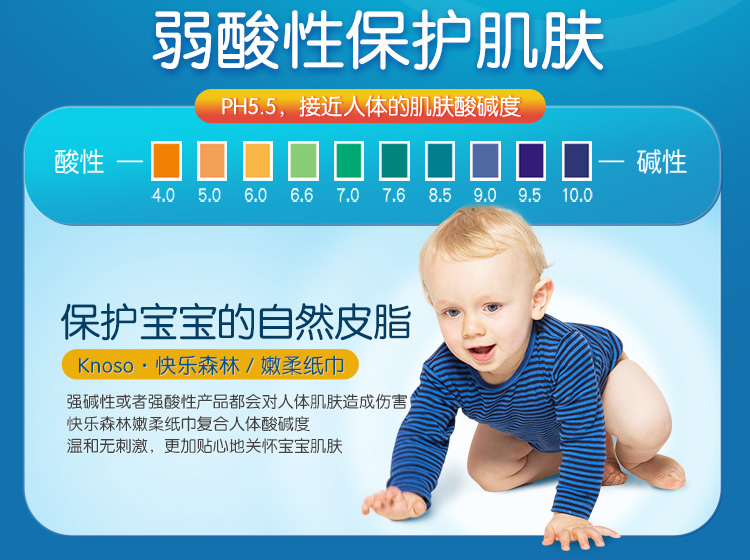 弱酸性保护肌肤
PH5.5，接近人体的肌肤酸碱度
酸性 — — 碱性
4.0 5.0 6.0 6.6 7.0 7.6 8.5 9.0 9.5 10.0
保护宝宝的自然皮脂
Knoso · 快乐森林 / 嫩柔纸巾
强碱性或者强酸性产品都会对人体肌肤造成伤害
快乐森林嫩柔纸巾复合人体酸碱度
温和无刺激，更加贴心地关怀宝宝肌肤